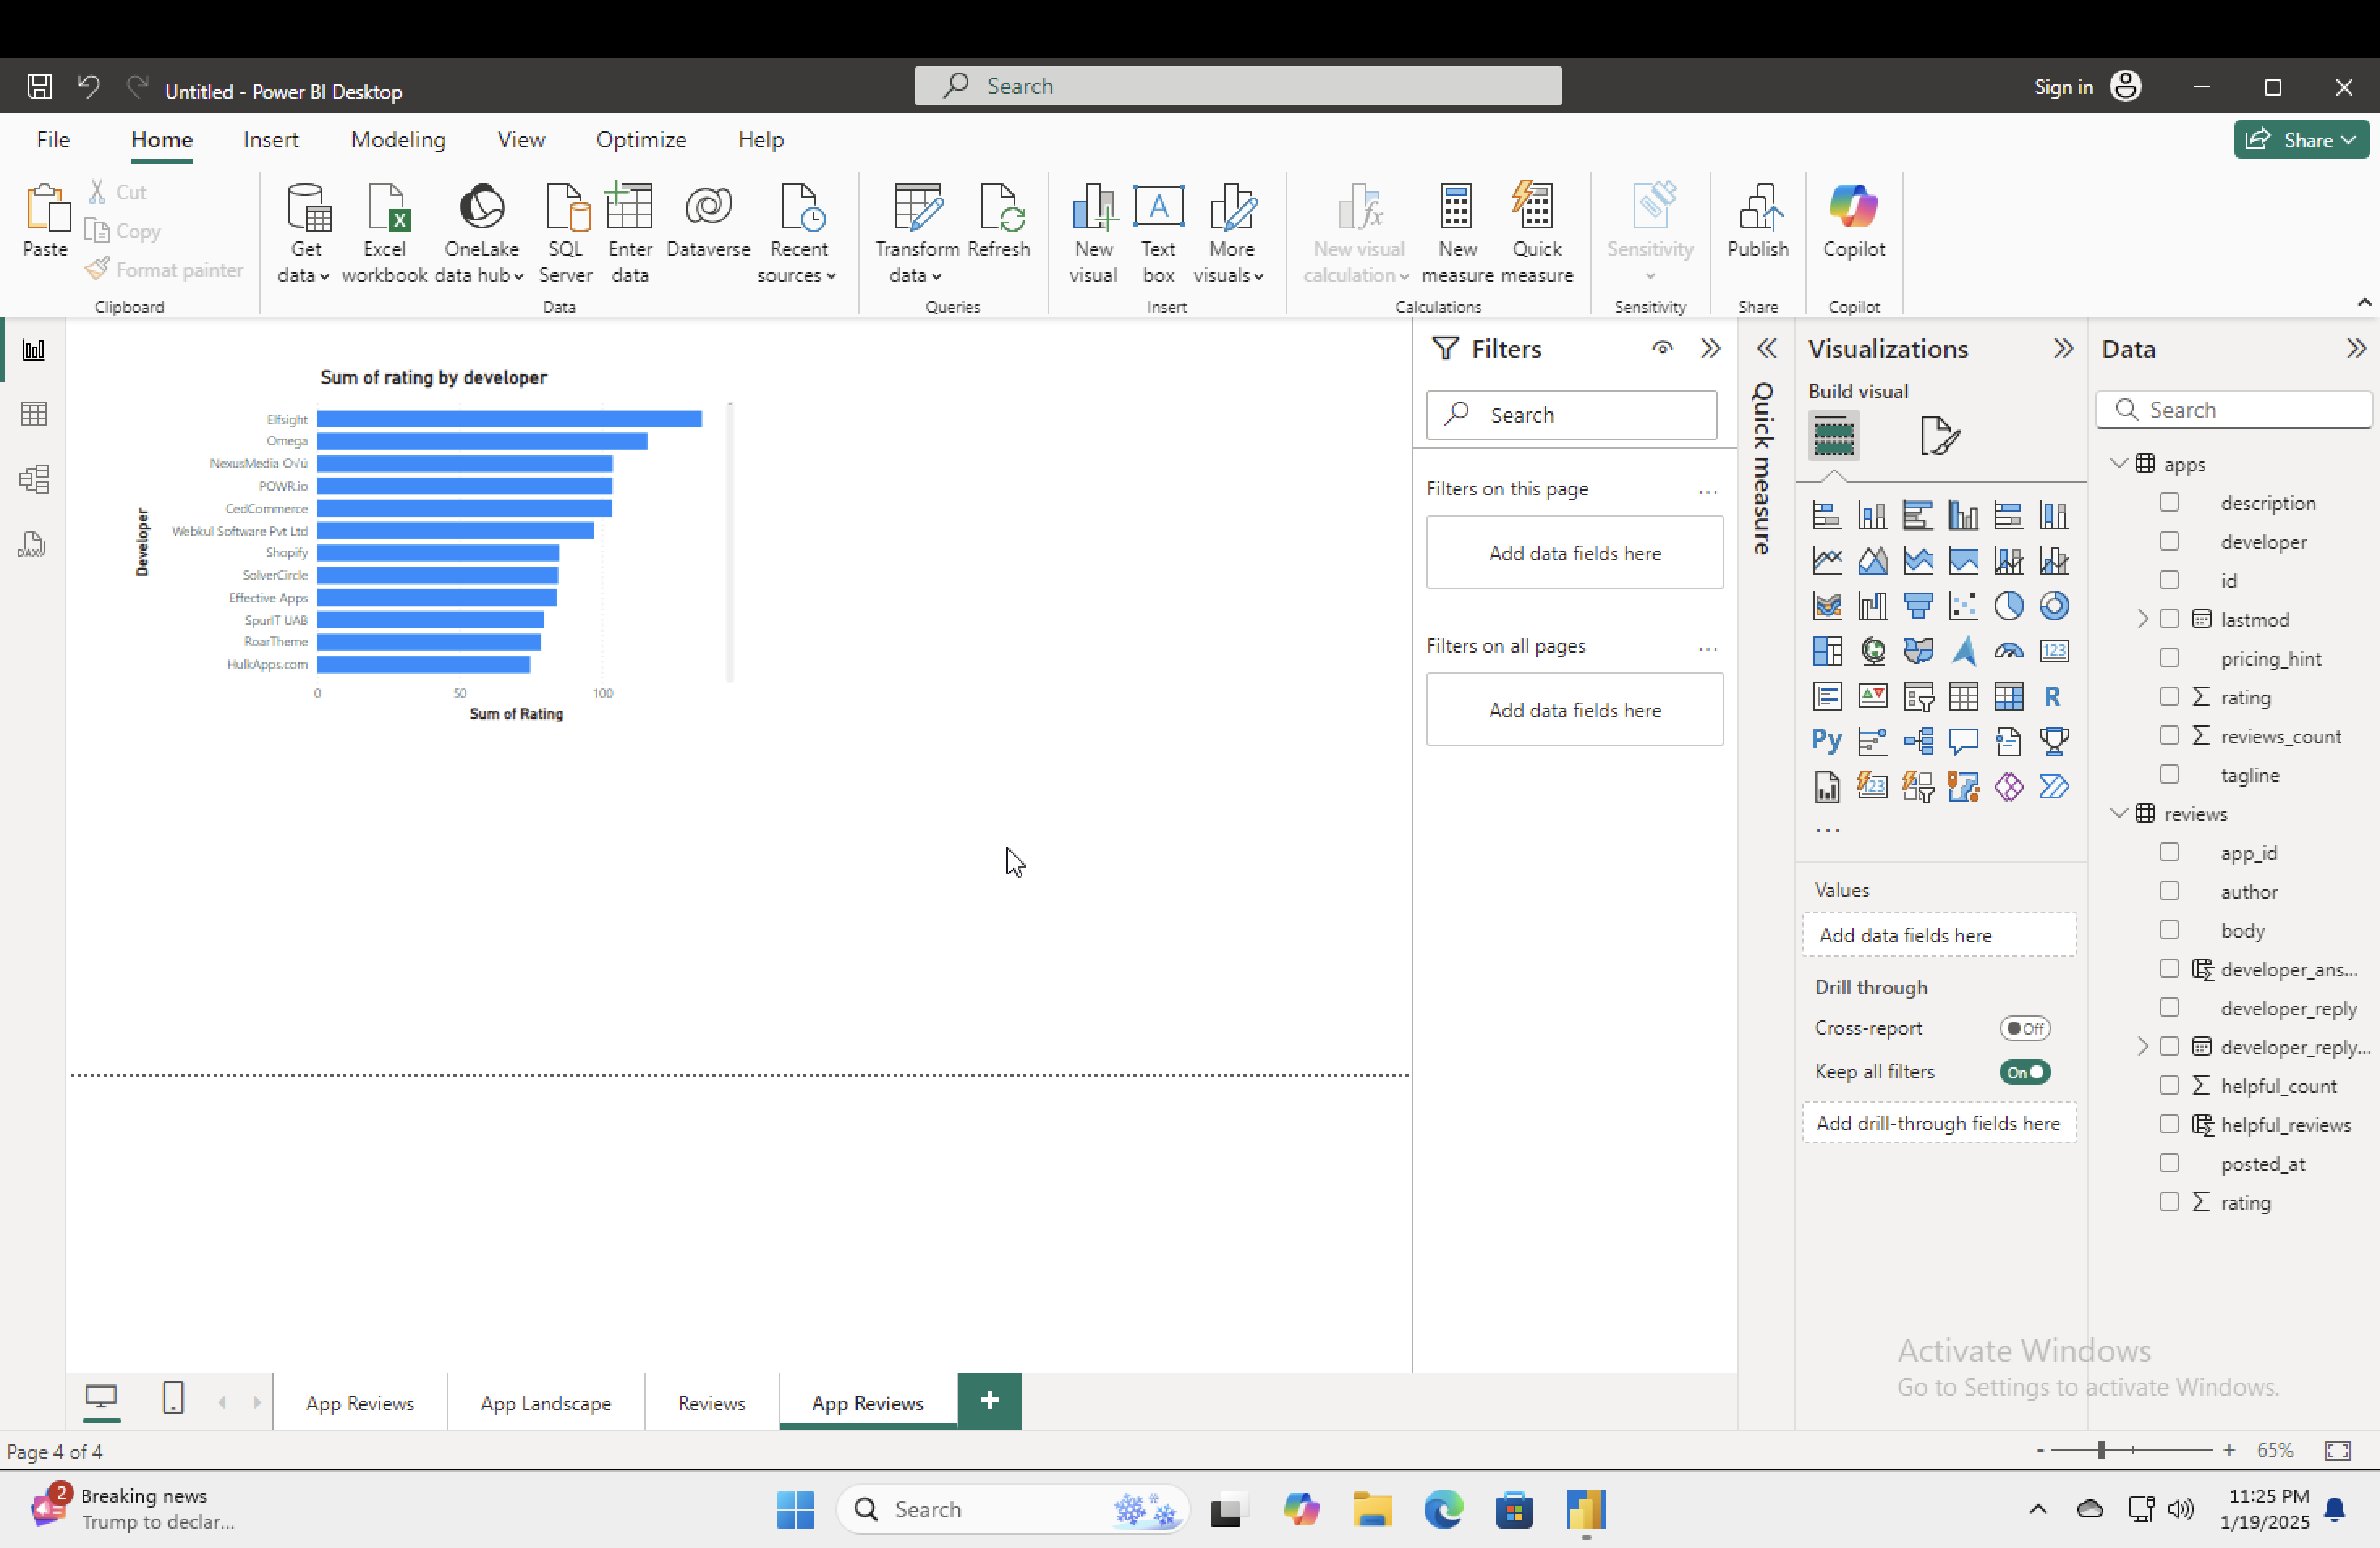 Untitled - Power BI Desktop
Search
Sign in
File
Home
Insert
Modeling
View
Optimize
Help
Share
Paste
Cut
Copy
Format painter
Clipboard
Get data
Excel workbook
OneLake data hub
SQL Server
Enter data
Dataverse
Recent sources
Data
Transform data
Refresh
Queries
New visual
Text box
More visuals
Insert
New visual calculation
New measure
Quick measure
Calculations
Sensitivity
Sensitivity
Publish
Share
Copilot
Copilot
DAX
Sum of rating by developer
Developer
Elfsight
Omega
NexusMedia O√ú
POWR.io
CedCommerce
Webkul Software Pvt Ltd
Shopify
SolverCircle
Effective Apps
SpurIT UAB
RoarTheme
HulkApps.com
0 50 100
Sum of Rating
Filters
Search
Filters on this page
Add data fields here
Filters on all pages
Add data fields here
Quick measure
Visualizations
Build visual
123
R
Py
123
Values
Add data fields here
Drill through
Cross-report
Off
Keep all filters
On
Add drill-through fields here
Data
Search
apps
description
developer
id
lastmod
pricing_hint
rating
reviews_count
tagline
reviews
app_id
author
body
developer_ans...
developer_reply
developer_reply...
helpful_count
helpful_reviews
posted_at
rating
Activate Windows
Go to Settings to activate Windows.
App Reviews
App Landscape
Reviews
App Reviews
Page 4 of 4
65%
2
Breaking news
Trump to declar...
Search
11:25 PM
1/19/2025